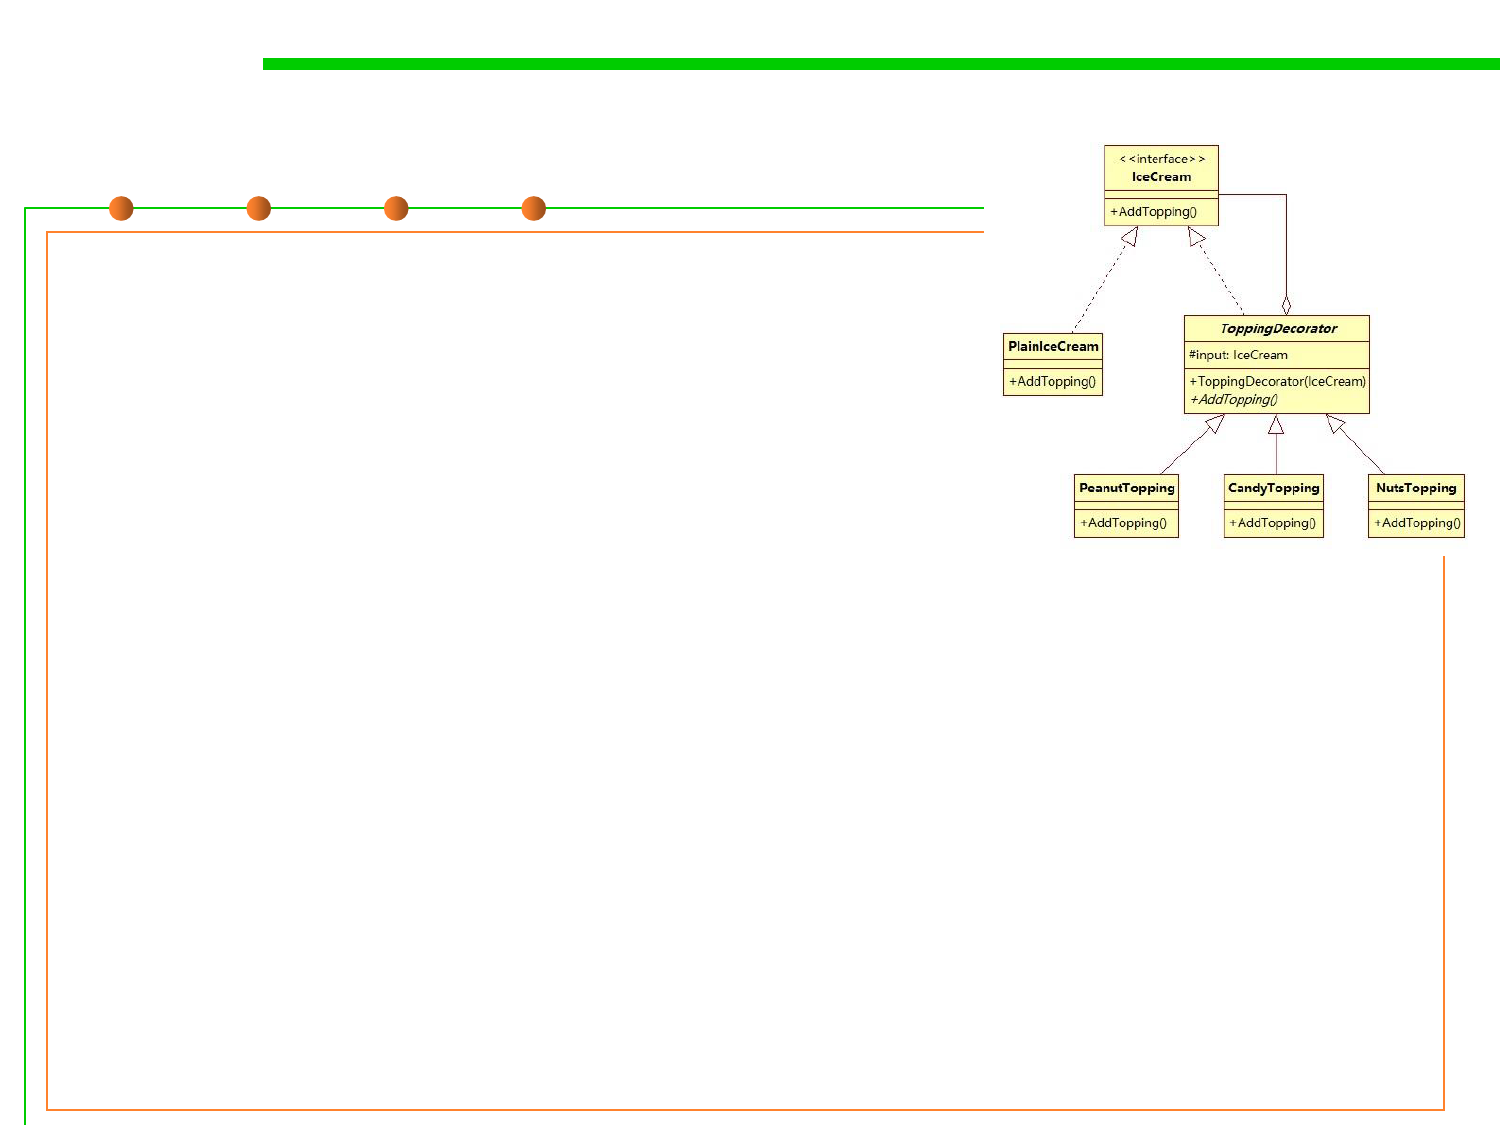 < <interface> >
IceCream
+AddTopping()
PlainIceCream
+AddTopping()
ToppingDecorator
#input: IceCream
+ToppingDecorator(IceCream)
+AddTopping()
PeanutTopping
+AddTopping()
CandyTopping
+AddTopping()
NutsTopping
+AddTopping()